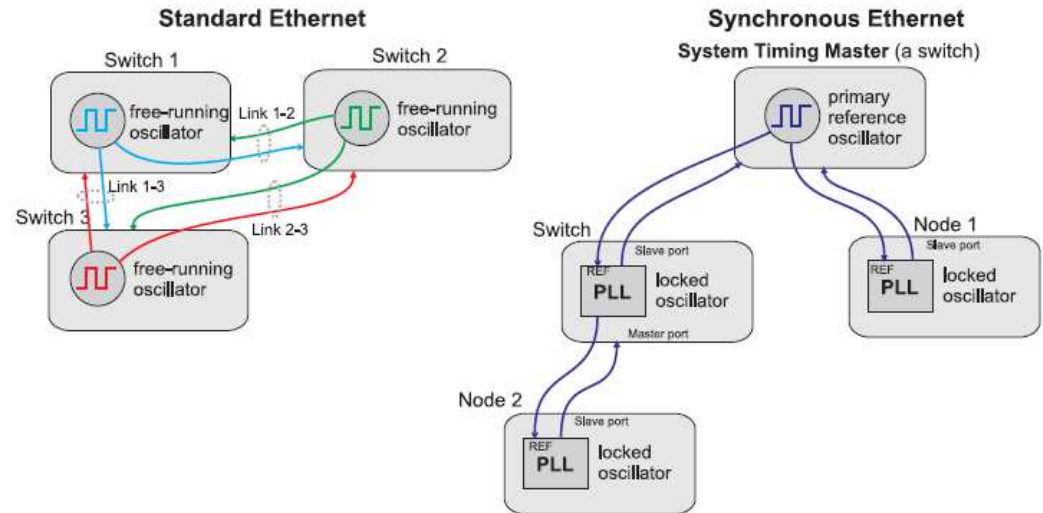 Standard Ethernet
Synchronous Ethernet
System Timing Master (a switch)
Switch 1
Switch 2
free-running
oscillator
Link 1-2
free-running
oscillator
primary
reference
oscillator
Link 1-3
Switch 3
Link 2-3
free-running
oscillator
Switch
Slave port
REF
PLL
locked
oscillator
Master port
Node 1
Slave port
REF
PLL
locked
oscillator
Node 2
Slave port
REF
PLL
locked
oscillator